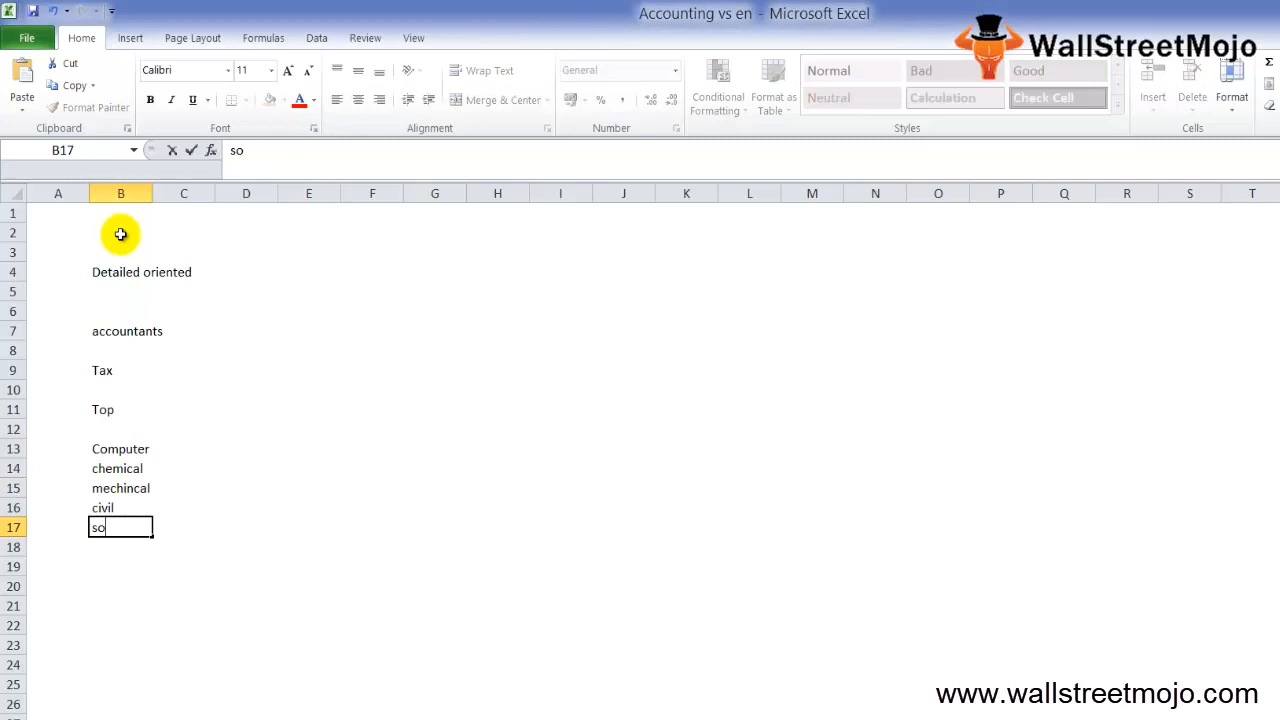 Accounting vs en - Microsoft Excel
WallStreetMojo
File Home Insert Page Layout Formulas Data Review View
Paste
Cut
Copy
Format Painter
Calibri 11
B I U A
Wrap Text
Merge & Center
General
% ,
Conditional Formatting
Format as Table
Normal Bad Good
Neutral Calculation Check Cell
Insert Delete Format
Σ
Clipboard Font Alignment Number Styles Cells
B17 fx so
A B C D E F G H I J K L M N O P Q R S T
1
2
3
4 Detailed oriented
5
6
7 accountants
8
9 Tax
10
11 Top
12
13 Computer
14 chemical
15 mechincal
16 civil
17 so
18
19
20
21
22
23
24
25
26
www.wallstreetmojo.com